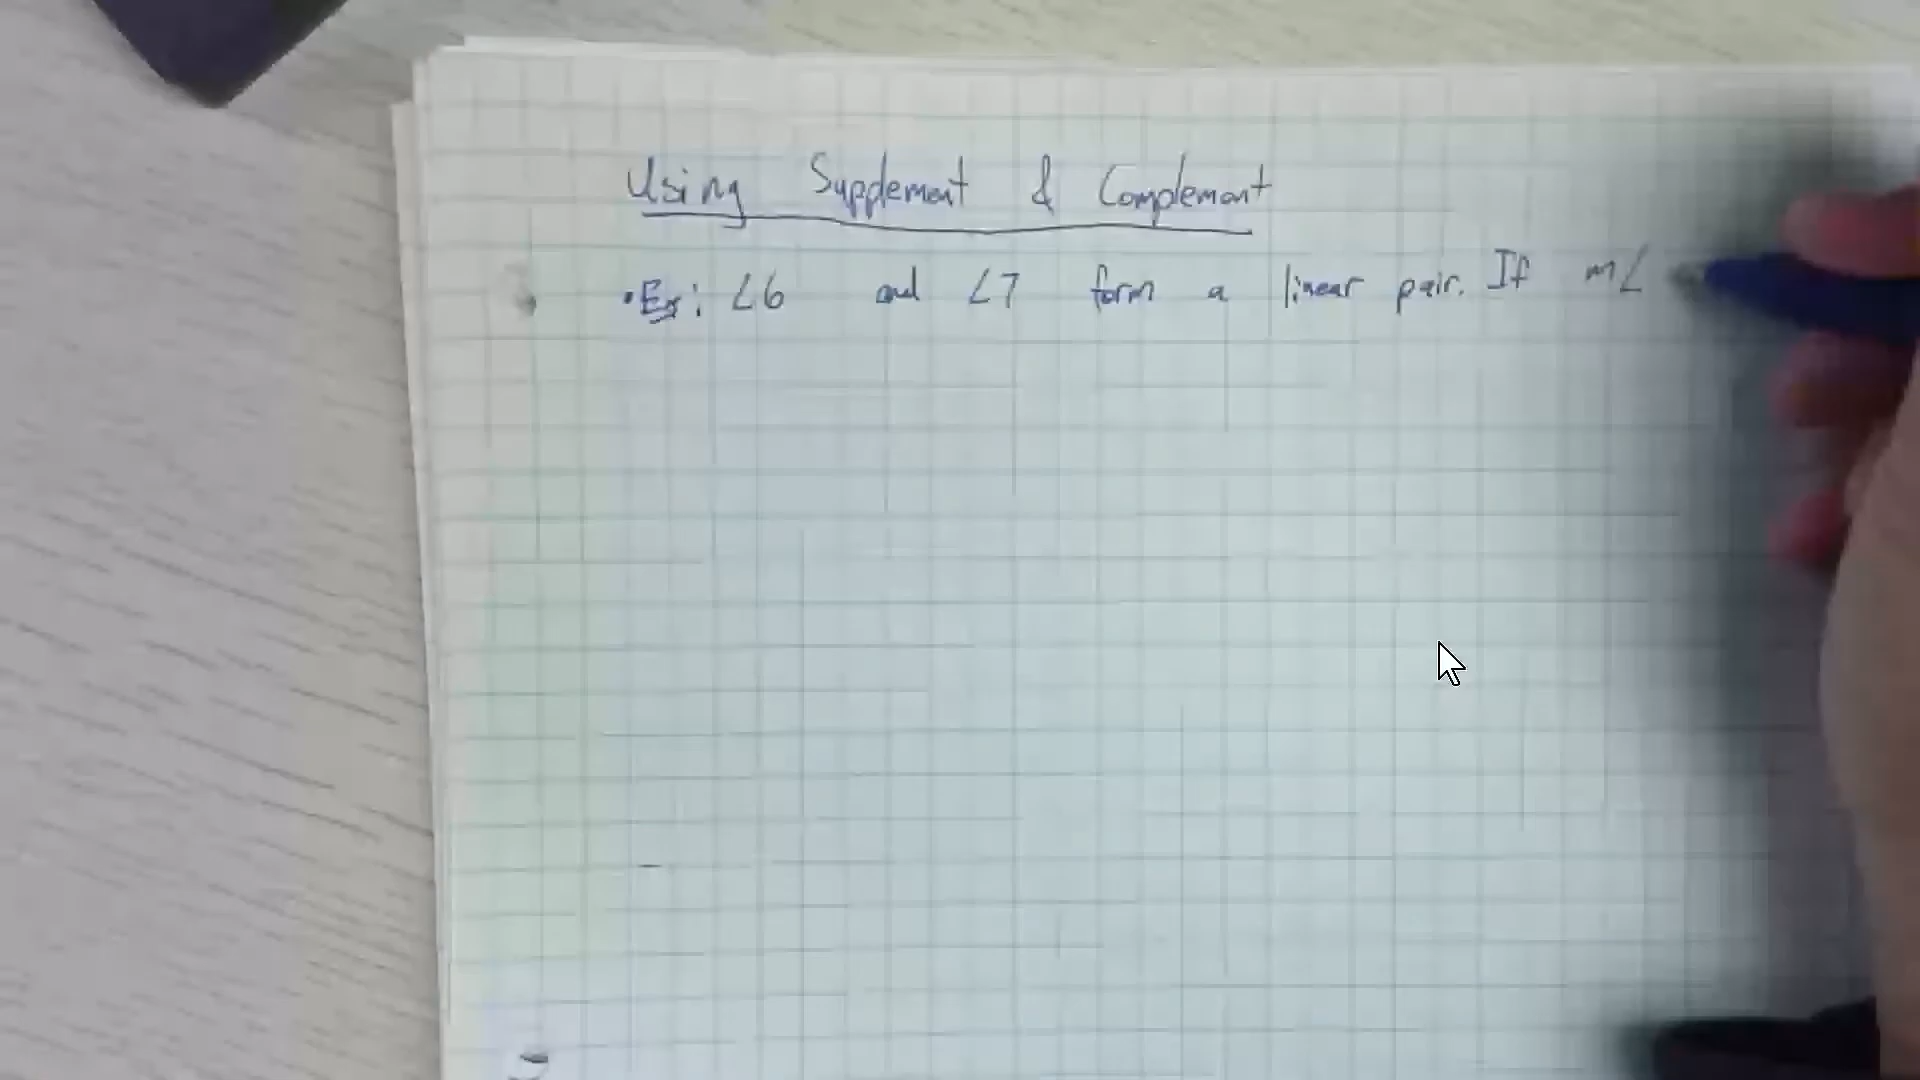 Using Supplement & Complement
• Ex: ∠6 and ∠7 form a linear pair. If m∠